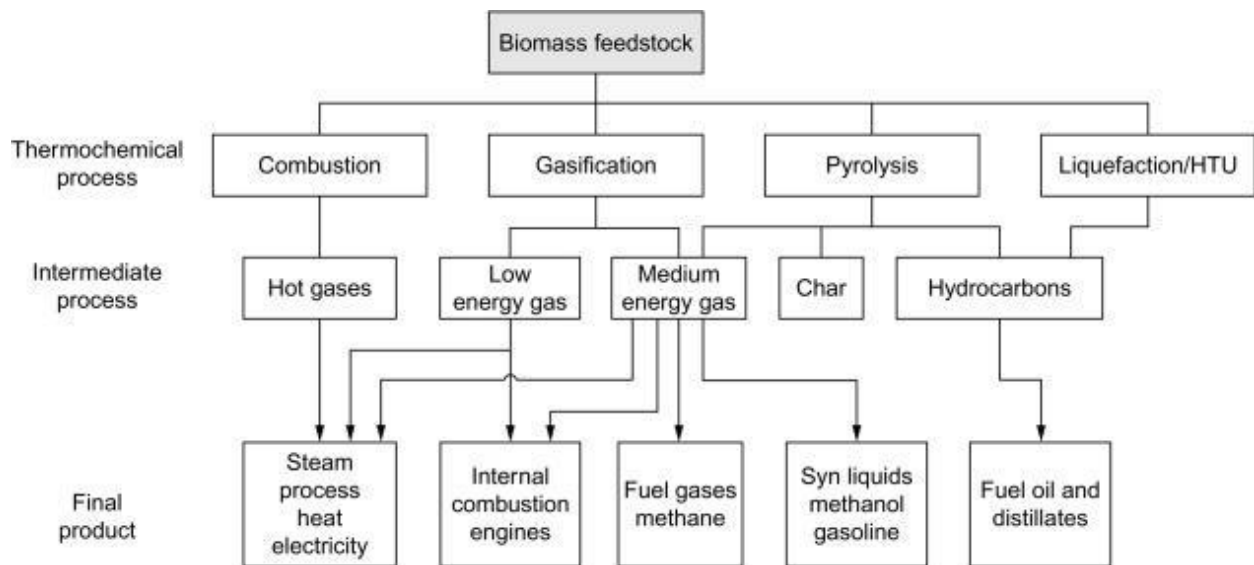 Biomass feedstock
Thermochemical
process
Combustion
Gasification
Pyrolysis
Liquefaction/HTU
Intermediate
process
Hot gases
Low
energy gas
Medium
energy gas
Char
Hydrocarbons
Final
product
Steam
process
heat
electricity
Internal
combustion
engines
Fuel gases
methane
Syn liquids
methanol
gasoline
Fuel oil and
distillates